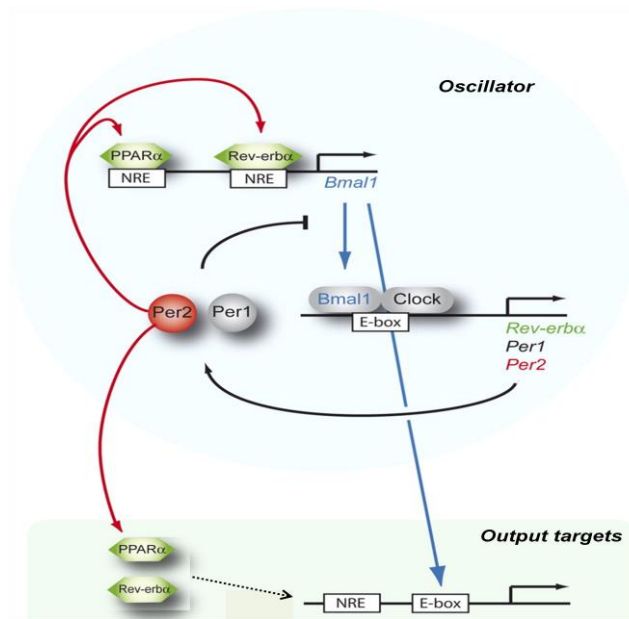 Oscillator
PPARα
Rev-erbα
NRE
NRE
Bmal1
Per2
Per1
Bmal1
Clock
E-box
Rev-erbα
Per1
Per2
Output targets
PPARα
Rev-erbα
NRE
E-box